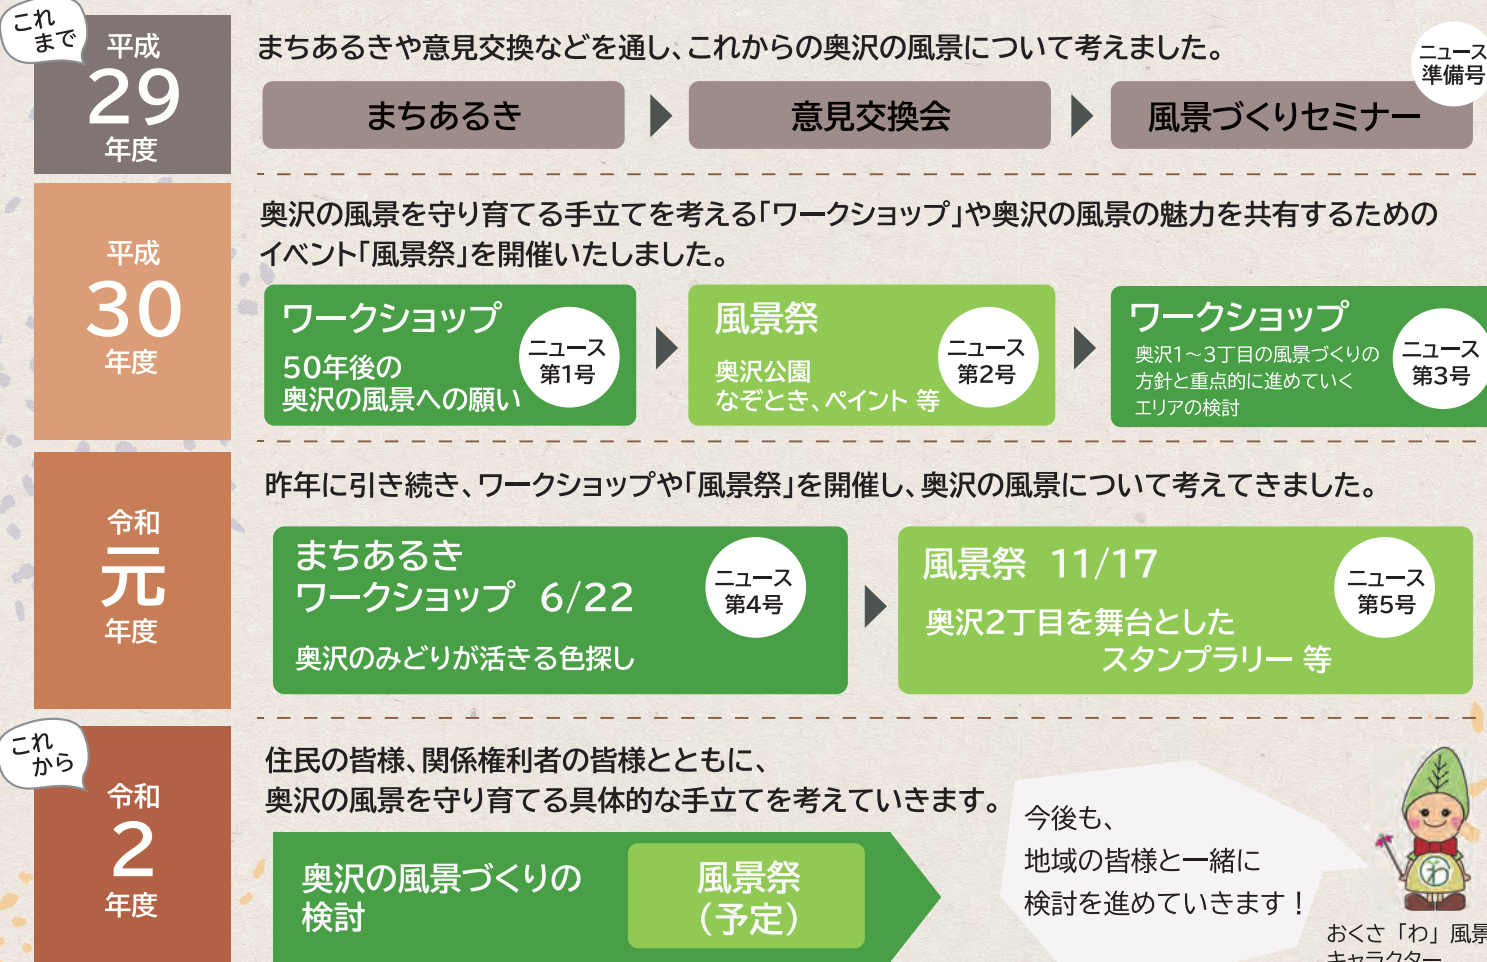 これ
まで
平成
29
年度
まちあるきや意見交換などを通し、これからの奥沢の風景について考えました。
ニュース
準備号
まちあるき
意見交換会
風景づくりセミナー
平成
30
年度
奥沢の風景を守り育てる手立てを考える「ワークショップ」や奥沢の風景の魅力を共有するための
イベント「風景祭」を開催いたしました。
ワークショップ
50年後の
奥沢の風景への願い
ニュース
第1号
風景祭
奥沢公園
なぞとき、ペイント 等
ニュース
第2号
ワークショップ
奥沢1～3丁目の風景づくりの
方針と重点的に進めていく
エリアの検討
ニュース
第3号
令和
元
年度
昨年に引き続き、ワークショップや「風景祭」を開催し、奥沢の風景について考えてきました。
まちあるき
ワークショップ 6/22
奥沢のみどりが活きる色探し
ニュース
第4号
風景祭 11/17
奥沢2丁目を舞台とした
スタンプラリー 等
ニュース
第5号
これ
から
令和
2
年度
住民の皆様、関係権利者の皆様とともに、
奥沢の風景を守り育てる具体的な手立てを考えていきます。
奥沢の風景づくりの
検討
風景祭
（予定）
今後も、
地域の皆様と一緒に
検討を進めていきます！
わ
おくさ「わ」風景
キャラクター